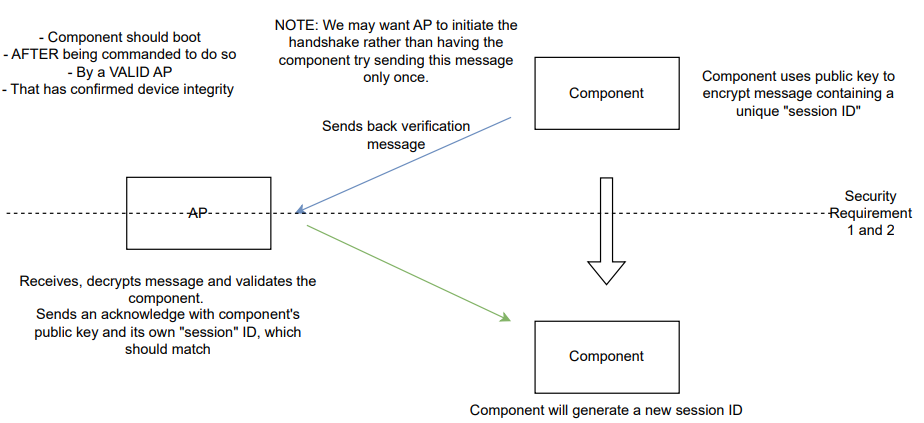 - Component should boot
- AFTER being commanded to do so
- By a VALID AP
- That has confirmed device integrity
NOTE: We may want AP to initiate the
handshake rather than having the
component try sending this message
only once.
Component
Component uses public key to
encrypt message containing a
unique "session ID"
Sends back verification
message
AP
Security
Requirement
1 and 2
Receives, decrypts message and validates the
component.
Sends an acknowledge with component's
public key and its own "session" ID, which
should match
Component
Component will generate a new session ID